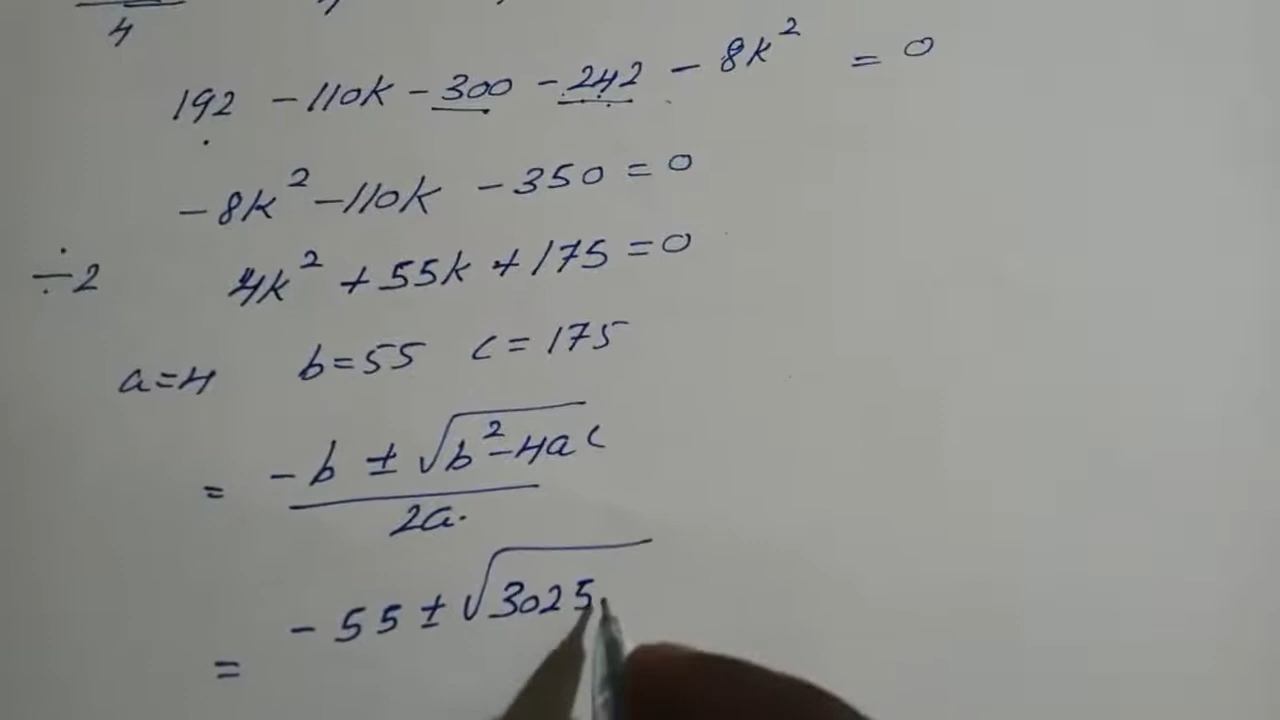 4
192 - 110k - 300 - 242 - 8k² = 0
- 8k² - 110k - 350 = 0
÷2 4k² + 55k + 175 = 0
a=4 b=55 c=175
= -b ± √b²-4ac
2a.
= -55 ± √3025